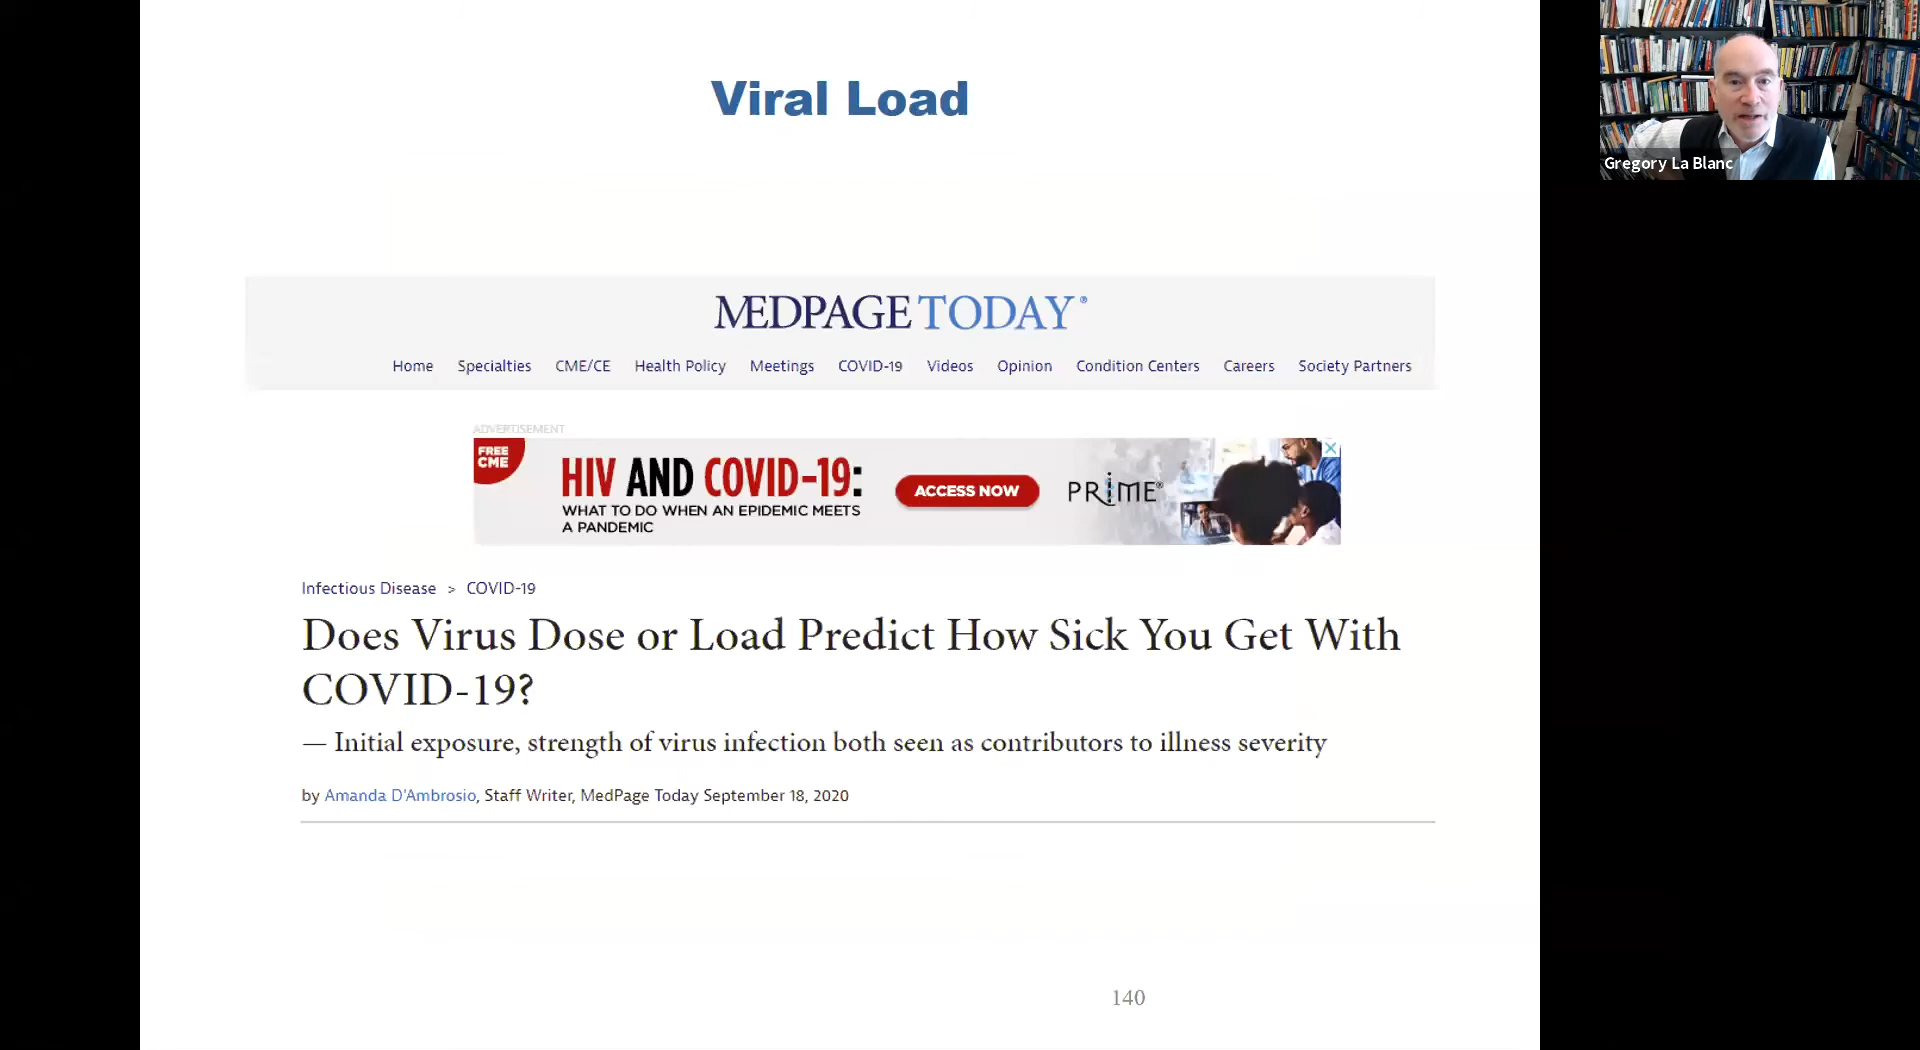 Viral Load
Gregory La Blanc
MEDPAGE TODAY®
Home Specialties CME/CE Health Policy Meetings COVID-19 Videos Opinion Condition Centers Careers Society Partners
ADVERTISEMENT
FREE
CME
HIV AND COVID-19:
WHAT TO DO WHEN AN EPIDEMIC MEETS
A PANDEMIC
ACCESS NOW
PRIME®
Infectious Disease > COVID-19
Does Virus Dose or Load Predict How Sick You Get With
COVID-19?
— Initial exposure, strength of virus infection both seen as contributors to illness severity
by Amanda D'Ambrosio, Staff Writer, MedPage Today September 18, 2020
140